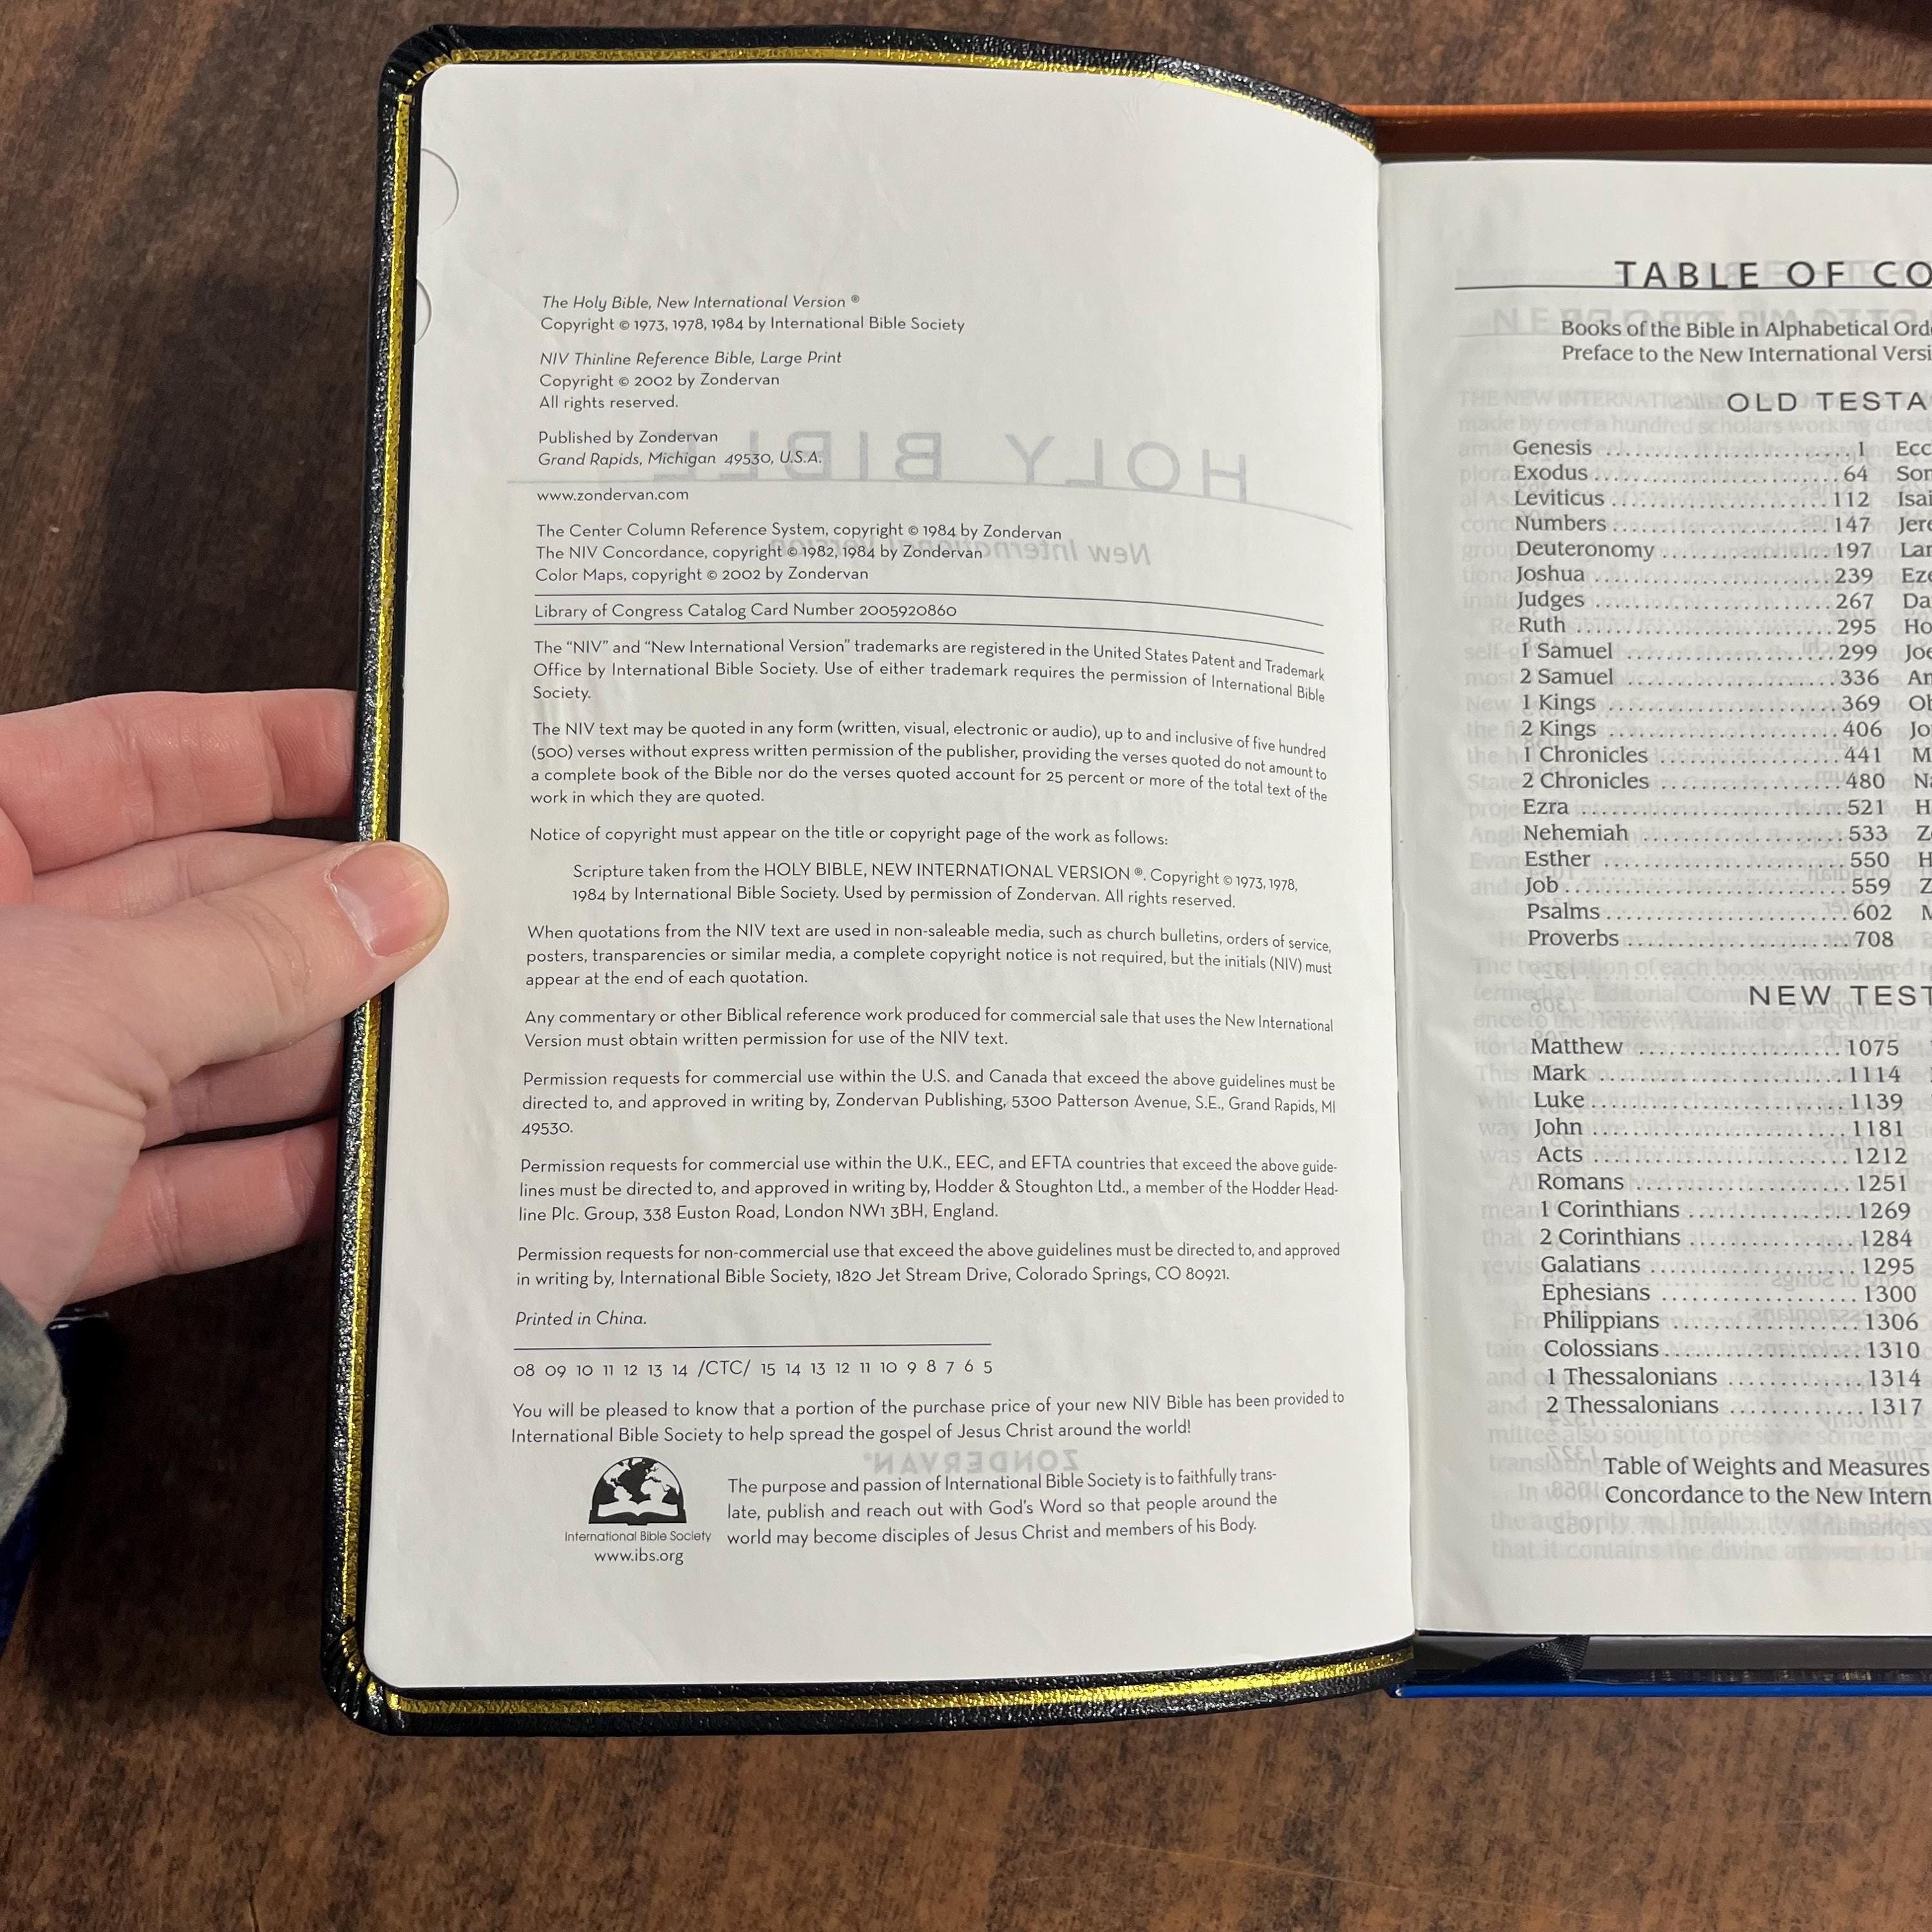 The Holy Bible, New International Version ®
Copyright © 1973, 1978, 1984 by International Bible Society
NIV Thinline Reference Bible, Large Print
Copyright © 2002 by Zondervan
All rights reserved.
Published by Zondervan
Grand Rapids, Michigan 49530, U.S.A.
www.zondervan.com
The Center Column Reference System, copyright © 1984 by Zondervan
The NIV Concordance, copyright © 1982, 1984 by Zondervan
Color Maps, copyright © 2002 by Zondervan
Library of Congress Catalog Card Number 2005920860
The “NIV” and “New International Version” trademarks are registered in the United States Patent and Trademark
Office by International Bible Society. Use of either trademark requires the permission of International Bible
Society.
The NIV text may be quoted in any form (written, visual, electronic or audio), up to and inclusive of five hundred
(500) verses without express written permission of the publisher, providing the verses quoted do not amount to
a complete book of the Bible nor do the verses quoted account for 25 percent or more of the total text of the
work in which they are quoted.
Notice of copyright must appear on the title or copyright page of the work as follows:
Scripture taken from the HOLY BIBLE, NEW INTERNATIONAL VERSION ®. Copyright © 1973, 1978,
1984 by International Bible Society. Used by permission of Zondervan. All rights reserved.
When quotations from the NIV text are used in non-saleable media, such as church bulletins, orders of service,
posters, transparencies or similar media, a complete copyright notice is not required, but the initials (NIV) must
appear at the end of each quotation.
Any commentary or other Biblical reference work produced for commercial sale that uses the New International
Version must obtain written permission for use of the NIV text.
Permission requests for commercial use within the U.S. and Canada that exceed the above guidelines must be
directed to, and approved in writing by, Zondervan Publishing, 5300 Patterson Avenue, S.E., Grand Rapids, MI
49530.
Permission requests for commercial use within the U.K., EEC, and EFTA countries that exceed the above guide-
lines must be directed to, and approved in writing by, Hodder & Stoughton Ltd., a member of the Hodder Head-
line Plc. Group, 338 Euston Road, London NW1 3BH, England.
Permission requests for non-commercial use that exceed the above guidelines must be directed to, and approved
in writing by, International Bible Society, 1820 Jet Stream Drive, Colorado Springs, CO 80921.
Printed in China.
08 09 10 11 12 13 14 /CTC/ 15 14 13 12 11 10 9 8 7 6 5
You will be pleased to know that a portion of the purchase price of your new NIV Bible has been provided to
International Bible Society to help spread the gospel of Jesus Christ around the world!
International Bible Society
www.ibs.org
The purpose and passion of International Bible Society is to faithfully trans-
late, publish and reach out with God's Word so that people around the
world may become disciples of Jesus Christ and members of his Body.
TABLE OF CO
Books of the Bible in Alphabetical Ord
Preface to the New International Versi
OLD TESTA
Genesis ........................ 1 Ecc
Exodus ........................ 64 Son
Leviticus ..................... 112 Isai
Numbers ..................... 147 Jere
Deuteronomy ................ 197 Lar
Joshua ....................... 239 Eze
Judges ....................... 267 Da
Ruth ......................... 295 Ho
1 Samuel .................... 299 Joe
2 Samuel .................... 336 Am
1 Kings ...................... 369 Ob
2 Kings ...................... 406 Jo
1 Chronicles ................. 441 M
2 Chronicles ................. 480 Na
Ezra ......................... 521 H
Nehemiah ................... 533 Z
Esther ....................... 550 H
Job .......................... 559 Z
Psalms ....................... 602 M
Proverbs ..................... 708
NEW TEST
Matthew .................... 1075
Mark ........................ 1114
Luke ........................ 1139
John ........................ 1181
Acts ......................... 1212
Romans ..................... 1251
1 Corinthians ................ 1269
2 Corinthians ................ 1284
Galatians .................... 1295
Ephesians ................... 1300
Philippians .................. 1306
Colossians ................... 1310
1 Thessalonians ............. 1314
2 Thessalonians ............. 1317
Table of Weights and Measures
Concordance to the New Intern